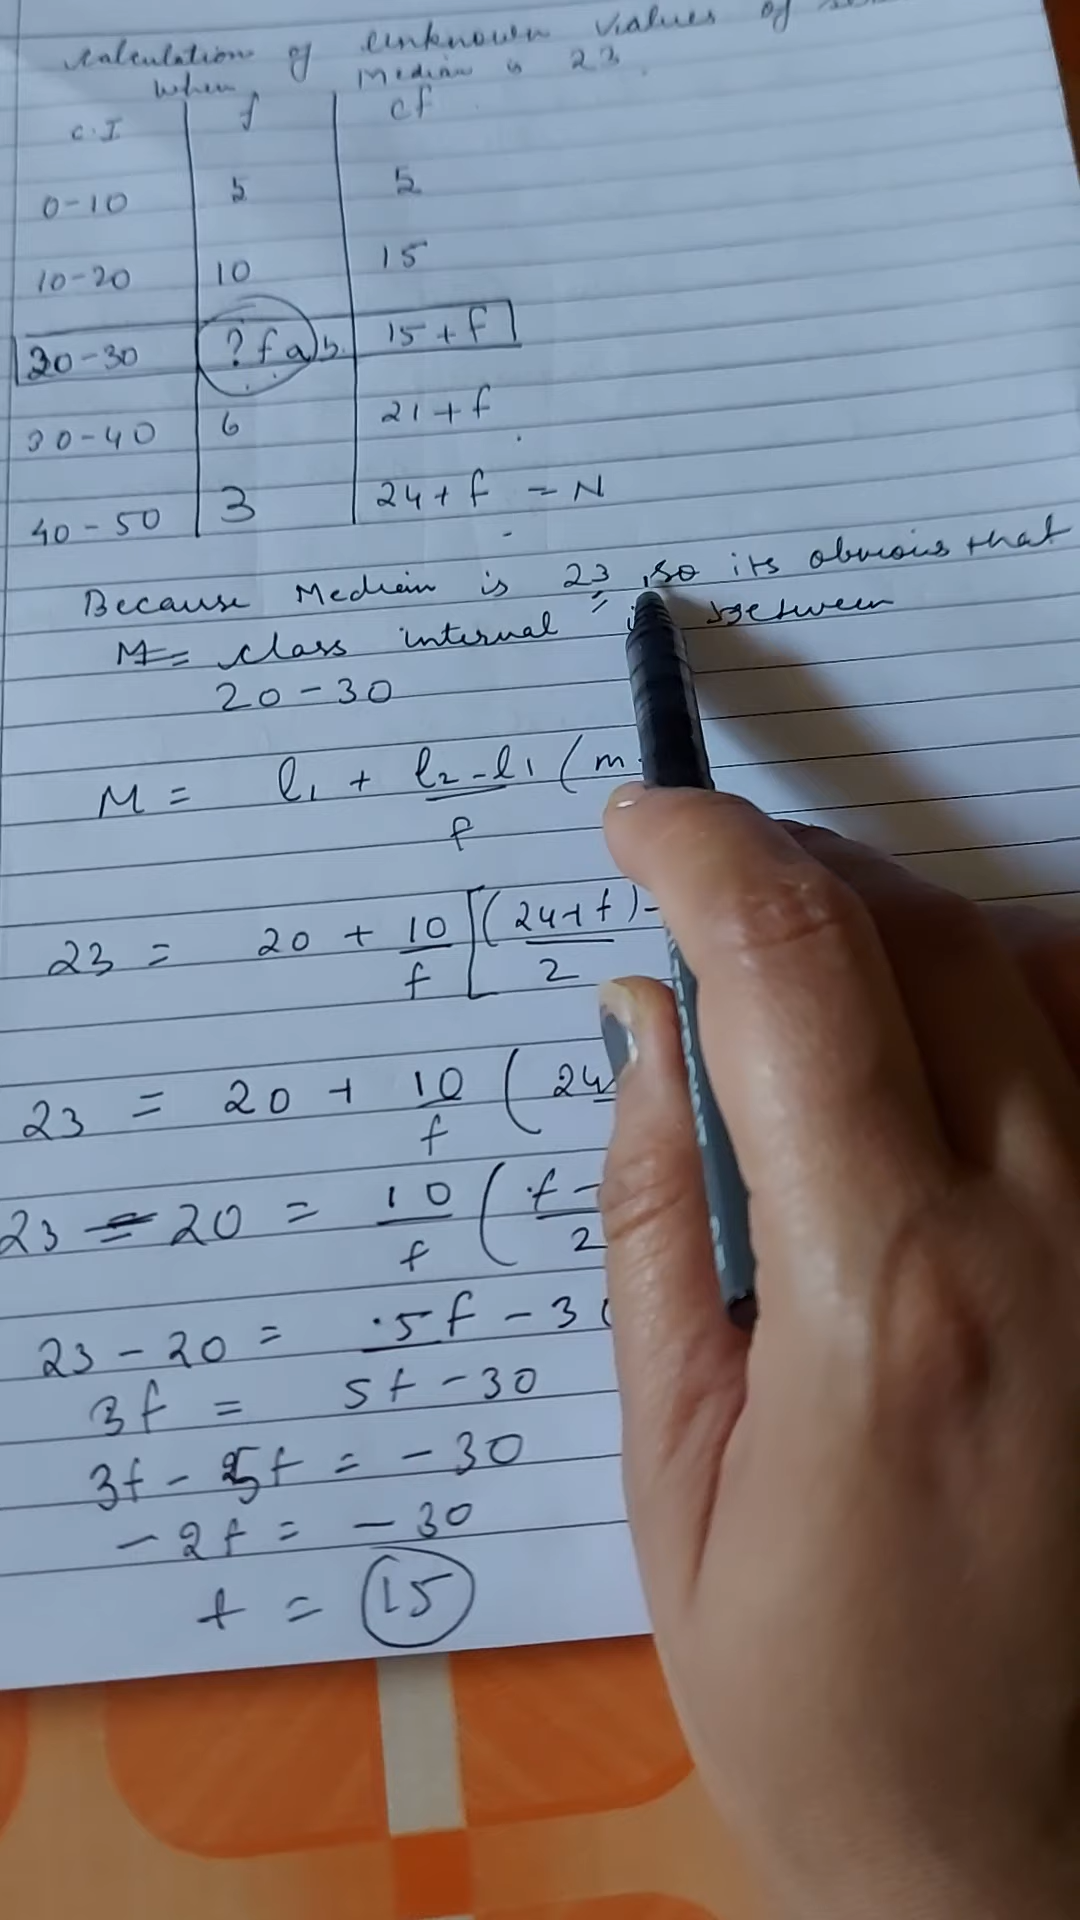 Calculation of unknown values of
when Median is 23.
C.I f cf
0-10 5 5
10-20 10 15
20-30 ?f a b. 15 + f
30-40 6 21 + f
40-50 3 24 + f = N
Because Median is 23, so its obvious that
M = class interval is between
20-30
M = l₁ + l₂-l₁/f (m
23 = 20 + 10/f [(24+f)/2 -
23 = 20 + 10/f ( 24
23 - 20 = 10/f ( f - /2
23 - 20 = .5f - 30
3f = 5f - 30
3f - 5f = - 30
- 2f = - 30
f = 15